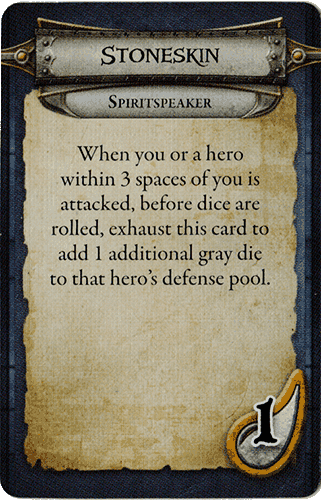 Stoneskin
Spiritspeaker
When you or a hero
within 3 spaces of you is
attacked, before dice are
rolled, exhaust this card to
add 1 additional gray die
to that hero's defense pool.
1